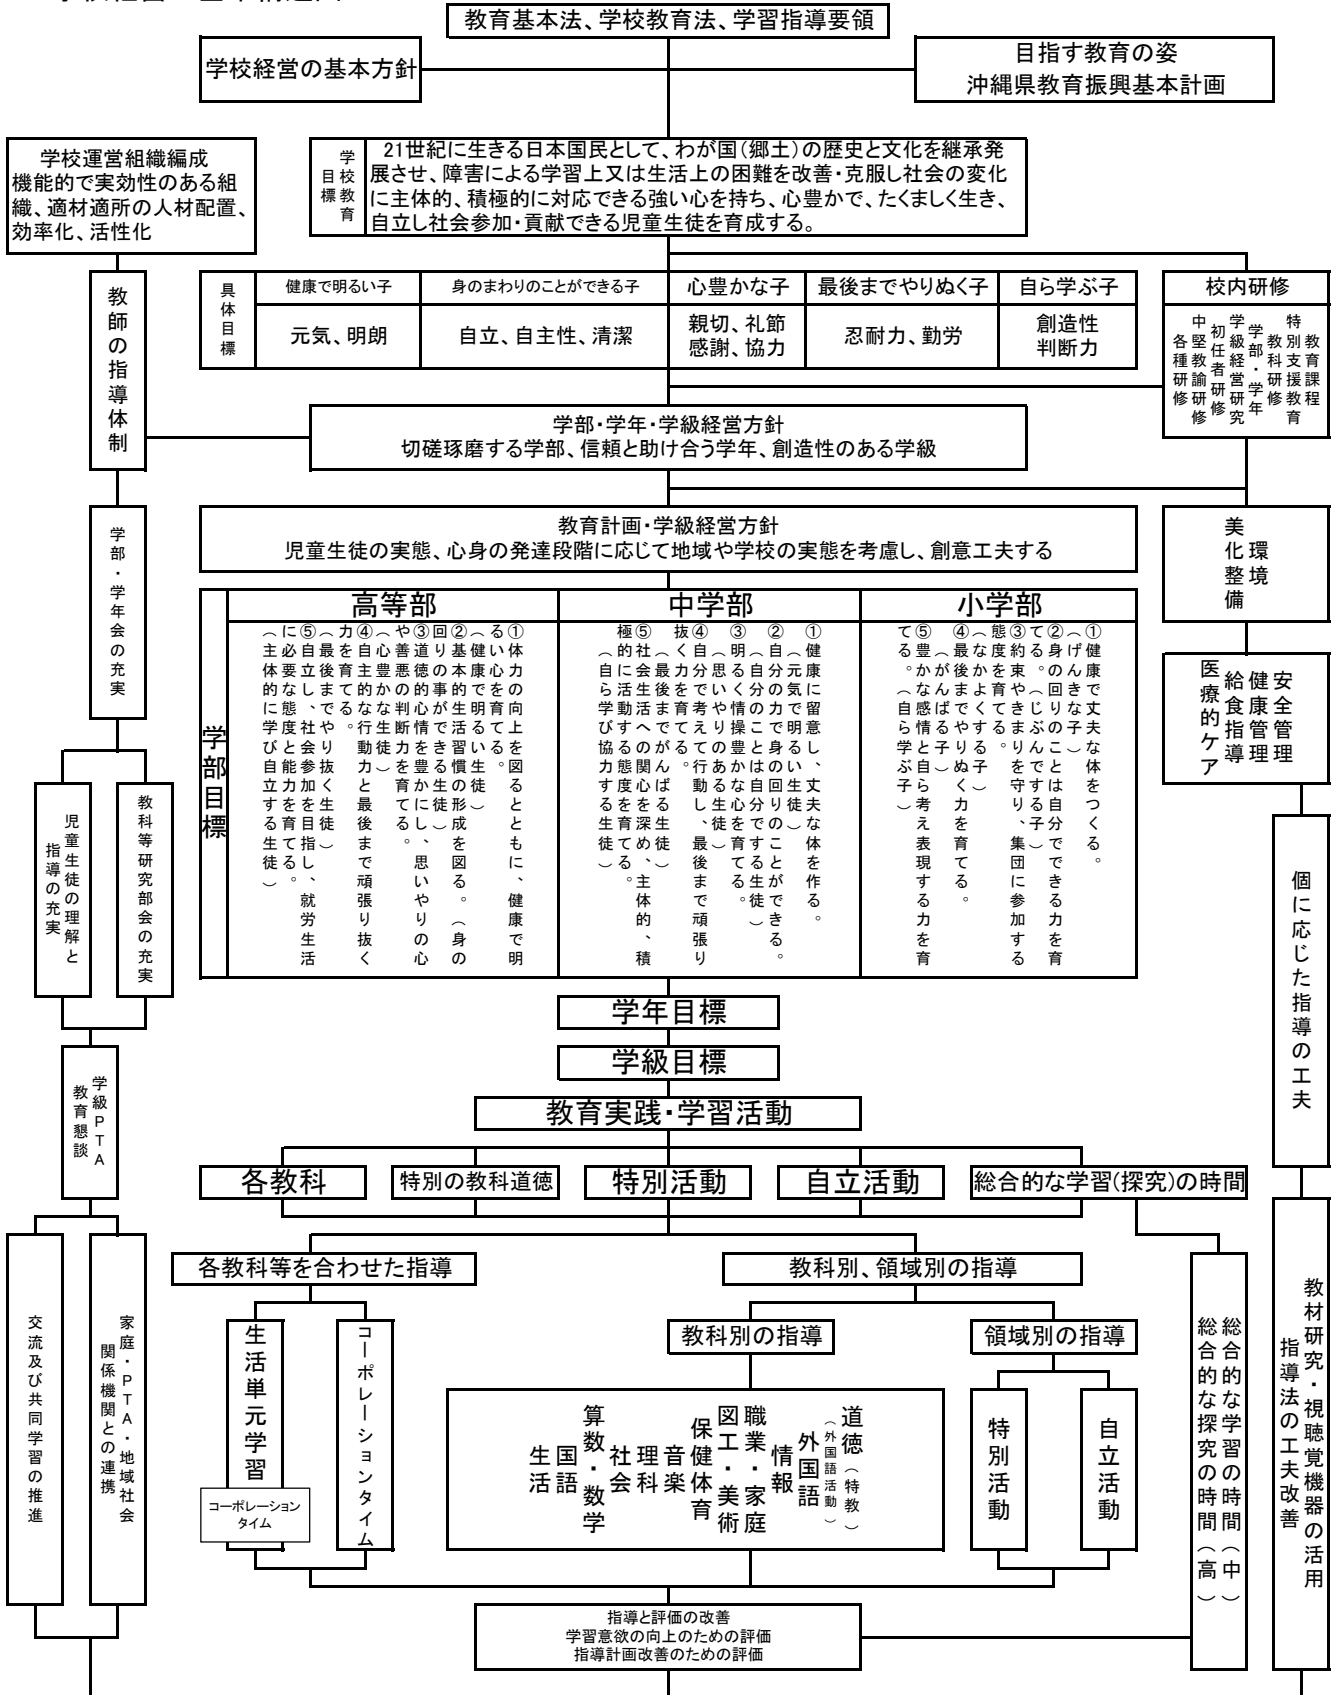 教育基本法、学校教育法、学習指導要領
学校経営の基本方針
目指す教育の姿
沖縄県教育振興基本計画
学校運営組織編成
機能的で実効性のある組
織、適材適所の人材配置、
効率化、活性化
学校教育
目標
21世紀に生きる日本国民として、わが国(郷土)の歴史と文化を継承発
展させ、障害による学習上又は生活上の困難を改善・克服し社会の変化
に主体的、積極的に対応できる強い心を持ち、心豊かで、たくましく生き、
自立し社会参加・貢献できる児童生徒を育成する。
教師の指導体制
具体目標
健康で明るい子
身のまわりのことができる子
心豊かな子
最後までやりぬく子
自ら学ぶ子
元気、明朗
自立、自主性、清潔
親切、礼節
感謝、協力
忍耐力、勤労
創造性
判断力
校内研修
教育課程
特別支援教育
教科研修
学部・学年
学級経営研究
初任者研修
中堅教諭研修
各種研修
学部・学年・学級経営方針
切磋琢磨する学部、信頼と助け合う学年、創造性のある学級
学部・学年会の充実
教育計画・学級経営方針
児童生徒の実態、心身の発達段階に応じて地域や学校の実態を考慮し、創意工夫する
環境
美化整備
学部目標
高等部
①体力の向上を図るとともに、健康で明
るい心を育てる。
(健康で明るい生徒)
②基本的生活習慣の形成を図る。(身の
回りの事ができる生徒)
③道徳的心情を豊かにし、思いやりの心
や善悪の判断力を育てる。
(心豊かな生徒)
④自主的な行動力と最後まで頑張り抜く
力を育てる。
(最後までやり抜く生徒)
⑤自立し、社会参加を目指し、就労生活
に必要な態度と能力を育てる。
(主体的に学び自立する生徒)
中学部
①健康に留意し、丈夫な体を作る。
(元気で明るい生徒)
②自分の力で身の回りのことができる。
(自分のことは自分でする生徒)
③明るく情操豊かな心を育てる。
(思いやりのある生徒)
④自分で考えて行動し、最後まで頑張り
抜く力を育てる。
(最後までがんばる生徒)
⑤社会生活への関心を深め、主体的、積
極的に活動する態度を育てる。
(自ら学び協力する生徒)
小学部
①健康で丈夫な体をつくる。
(げんきな子)
②身の回りのことは自分でできる力を育
てる。(じぶんでする子)
③約束やきまりを守り、集団に参加する
態度を育てる。
(なかよくする子)
④最後までやりぬく力を育てる。
(がんばる子)
⑤豊かな感情と自ら考え表現する力を育
てる。(自ら学ぶ子)
安全管理
健康管理
給食指導
医療的ケア
児童生徒の理解と
指導の充実
教科等研究部会の充実
個に応じた指導の工夫
学年目標
学級目標
学級PTA
教育懇談
教育実践・学習活動
各教科
特別の教科道徳
特別活動
自立活動
総合的な学習(探究)の時間
各教科等を合わせた指導
教科別、領域別の指導
交流及び共同学習の推進
家庭・PTA・地域社会
関係機関との連携
生活単元学習
コーポレーション
タイム
コーポレーションタイム
教科別の指導
領域別の指導
道徳(特教)
(外国語活動)
外国語
情報
職業・家庭
図工・美術
保健体育
音楽
理科
社会
算数・数学
国語
生活
特別活動
自立活動
総合的な学習の時間(中)
総合的な探究の時間(高)
教材研究・視聴覚機器の活用
指導法の工夫改善
指導と評価の改善
学習意欲の向上のための評価
指導計画改善のための評価